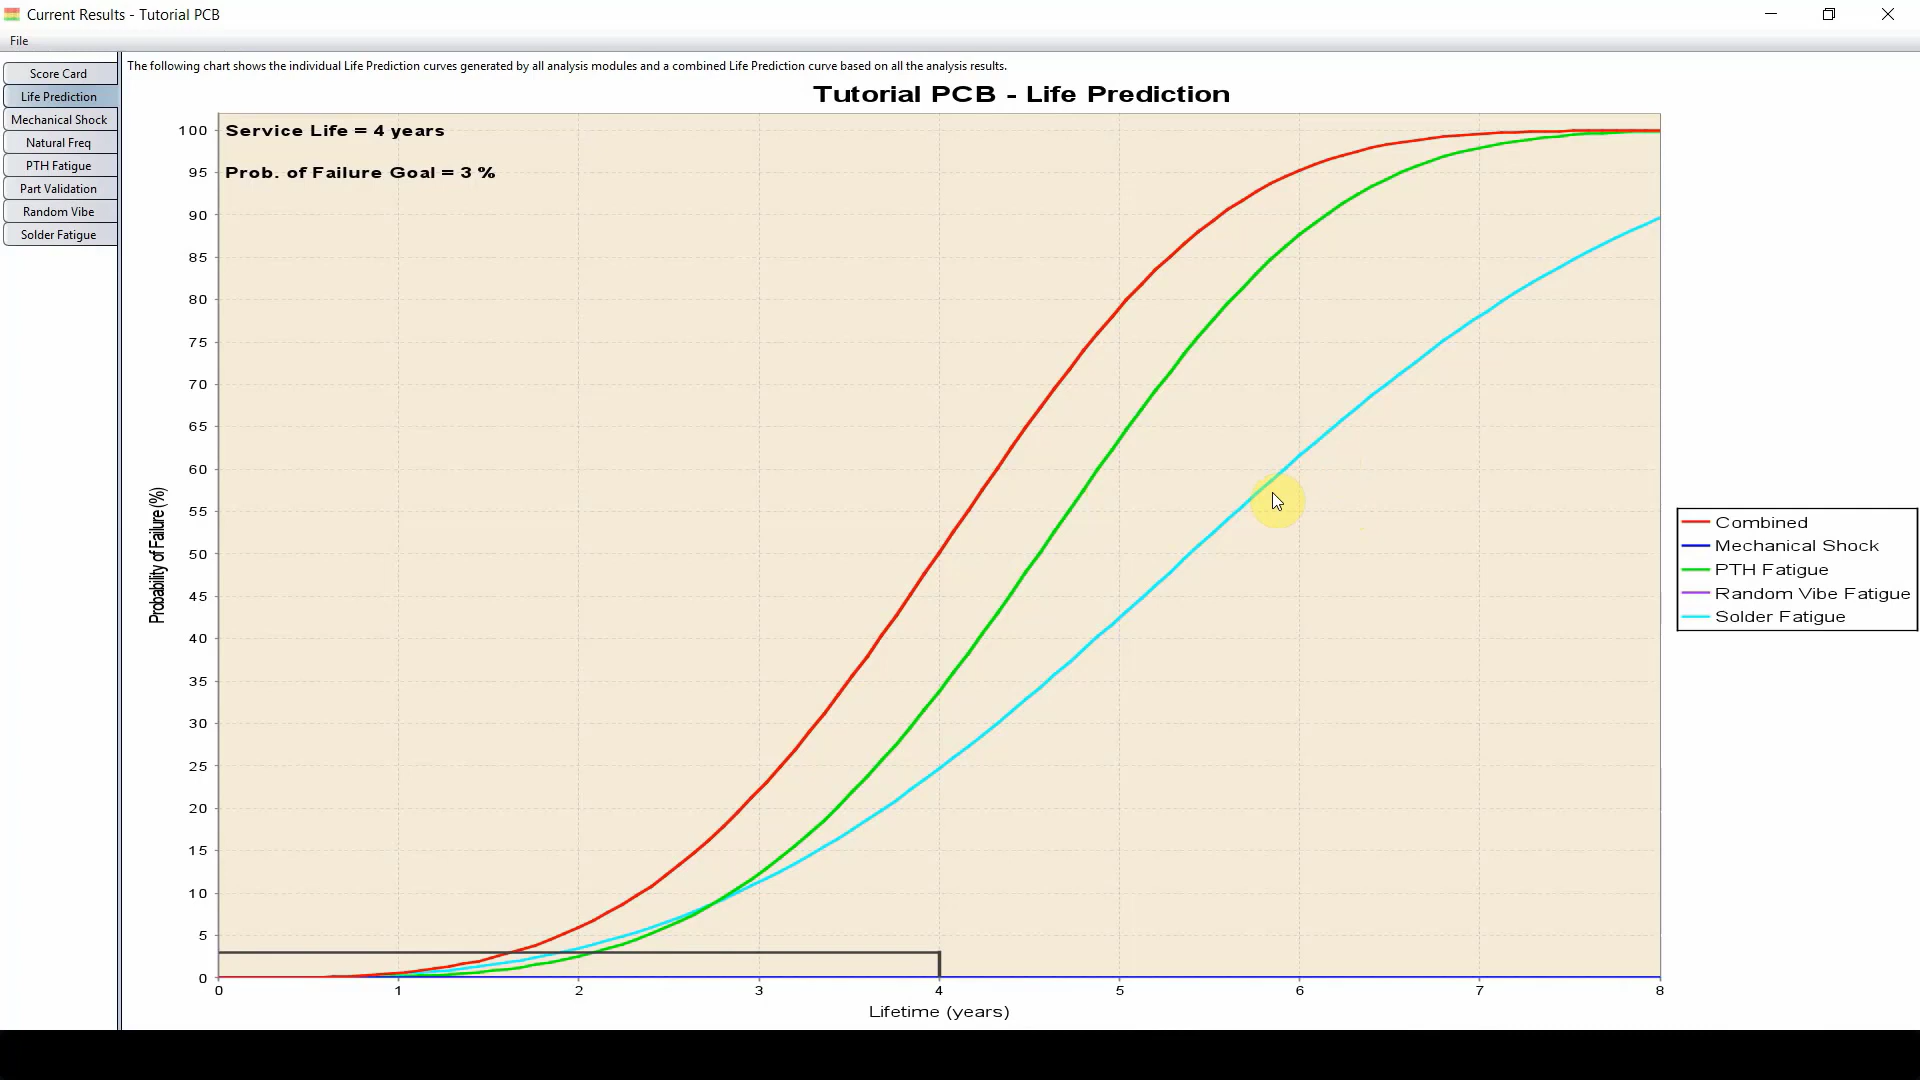 Current Results - Tutorial PCB
File
Score Card
Life Prediction
Mechanical Shock
Natural Freq
PTH Fatigue
Part Validation
Random Vibe
Solder Fatigue
The following chart shows the individual Life Prediction curves generated by all analysis modules and a combined Life Prediction curve based on all the analysis results.
Tutorial PCB - Life Prediction
Service Life = 4 years
Prob. of Failure Goal = 3 %
100
95
90
85
80
75
70
65
60
55
50
45
40
35
30
25
20
15
10
5
0
Probability of Failure (%)
0 1 2 3 4 5 6 7 8
Lifetime (years)
Combined
Mechanical Shock
PTH Fatigue
Random Vibe Fatigue
Solder Fatigue